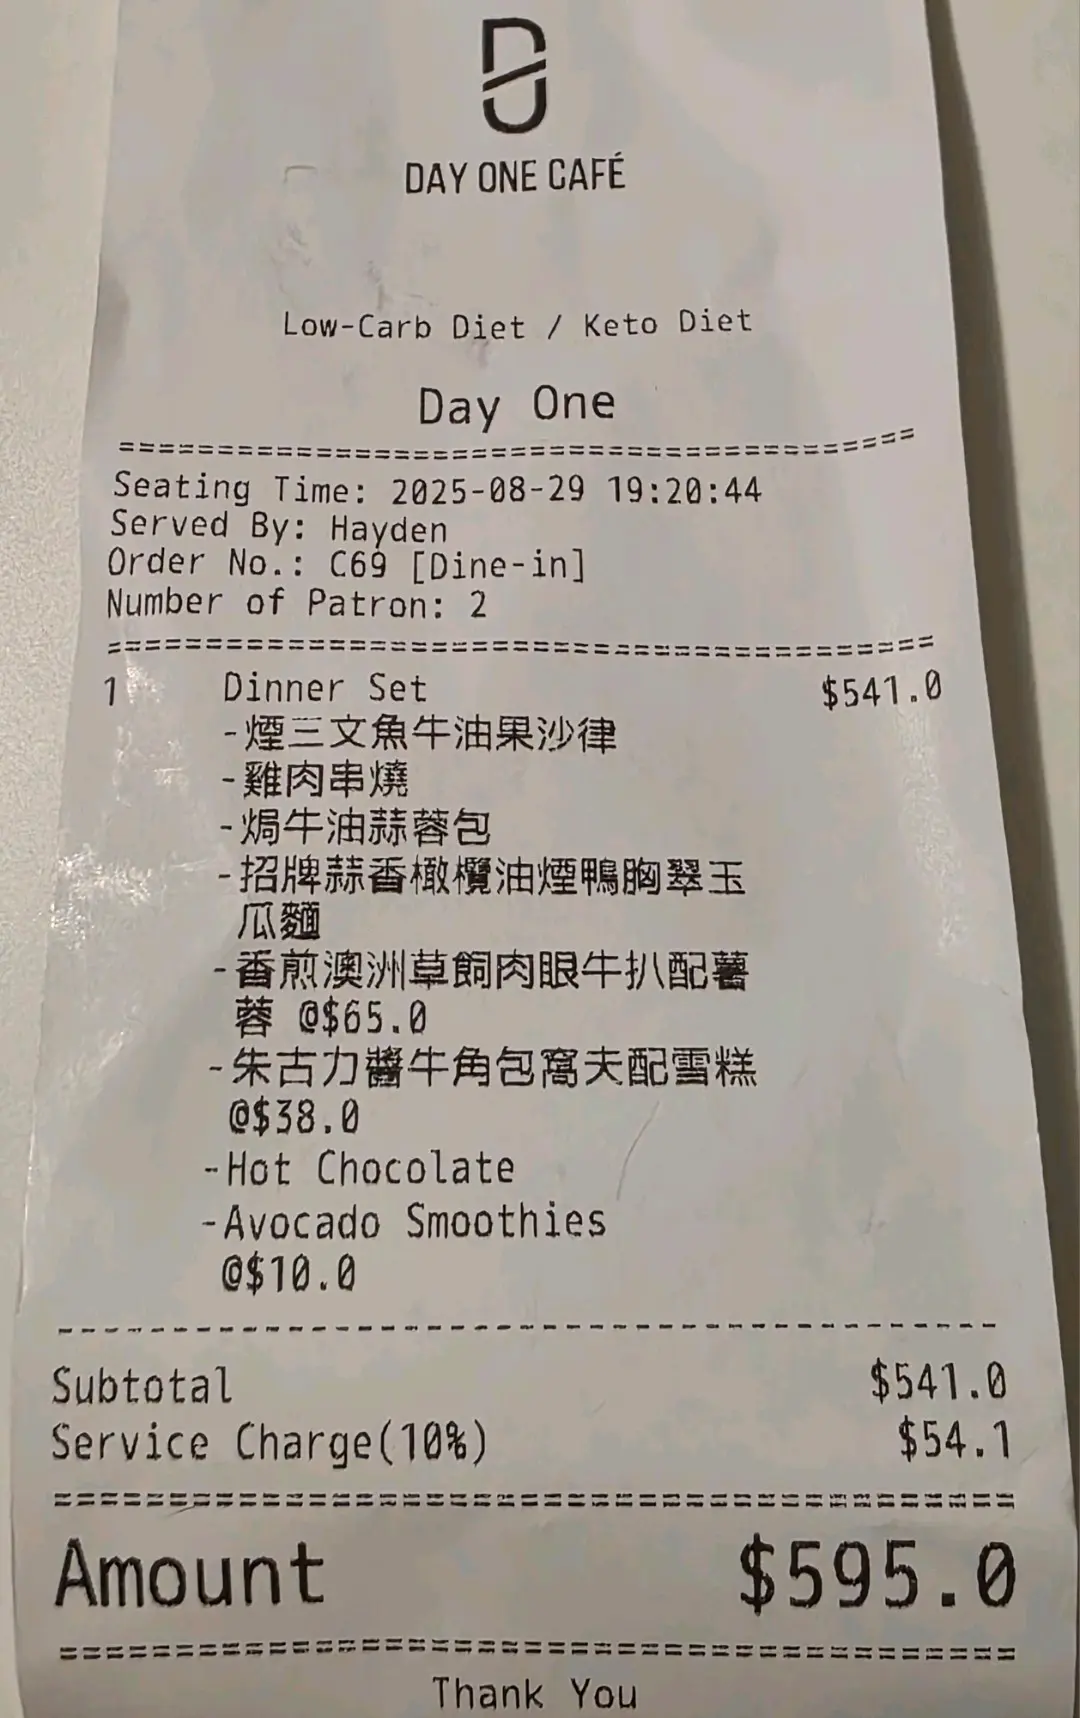 DAY ONE CAFÉ
Low-Carb Diet / Keto Diet
Day One
======================================
Seating Time: 2025-08-29 19:20:44
Served By: Hayden
Order No.: C69 [Dine-in]
Number of Patron: 2
======================================
1 Dinner Set $541.0
-煙三文魚牛油果沙律
-雞肉串燒
-焗牛油蒜蓉包
-招牌蒜香橄欖油煙鴨胸翠玉
瓜麵
-香煎澳洲草飼肉眼牛扒配薯
蓉 @$65.0
-朱古力醬牛角包窩夫配雪糕
@$38.0
-Hot Chocolate
-Avocado Smoothies
@$10.0
--------------------------------------
Subtotal $541.0
Service Charge(10%) $54.1
======================================
Amount $595.0
======================================
Thank You